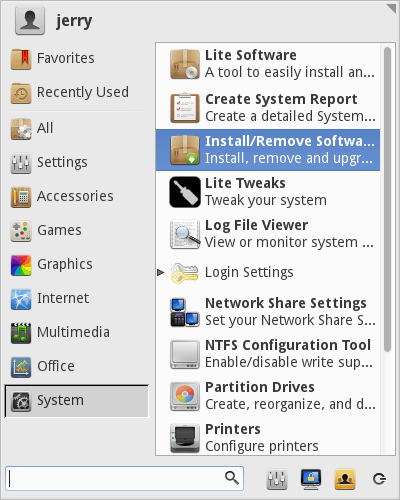 jerry
Favorites
Recently Used
All
Settings
Accessories
Games
Graphics
Internet
Multimedia
Office
System
Lite Software
A tool to easily install an...
Create System Report
Create a detailed System...
Install/Remove Softwa...
Install, remove and upgr...
Lite Tweaks
Tweak your system
Log File Viewer
View or monitor system ...
Login Settings
Network Share Settings
Set your Network Share S...
NTFS Configuration Tool
Enable/disable write sup...
Partition Drives
Create, reorganize, and d...
Printers
Configure printers